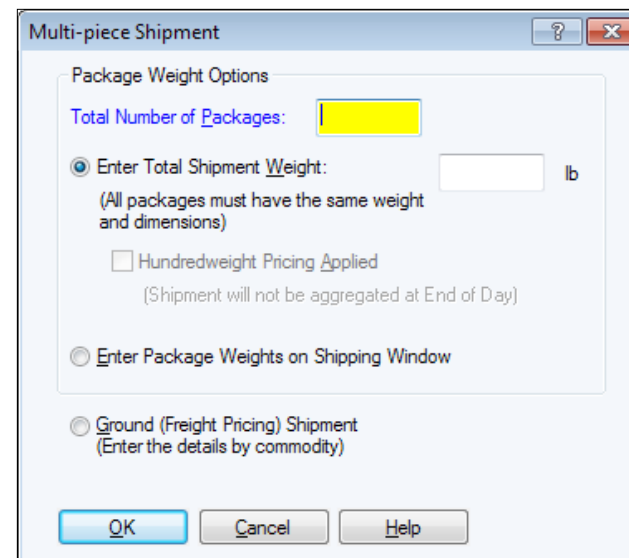 Multi-piece Shipment
Package Weight Options
Total Number of Packages:
Enter Total Shipment Weight: lb
(All packages must have the same weight
and dimensions)
Hundredweight Pricing Applied
(Shipment will not be aggregated at End of Day)
Enter Package Weights on Shipping Window
Ground (Freight Pricing) Shipment
(Enter the details by commodity)
OK Cancel Help